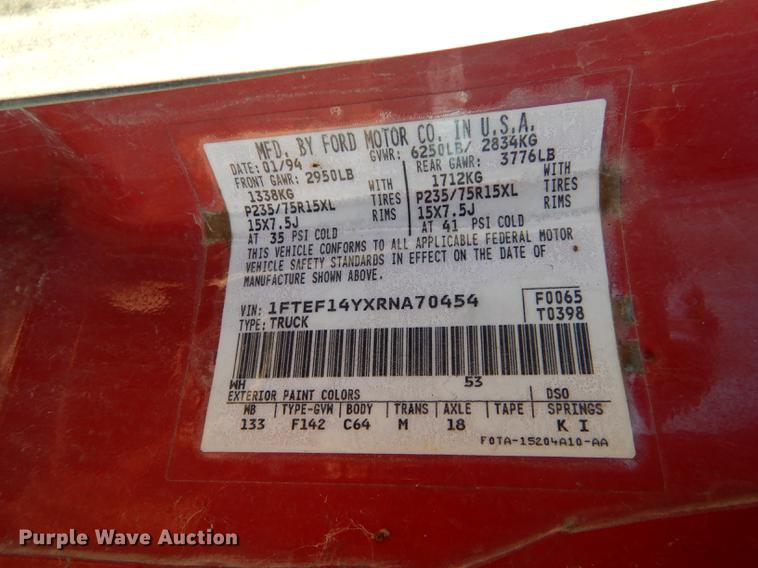 MFD. BY FORD MOTOR CO. IN U.S.A.
DATE: 01/94 GVWR: 6250LB/ 2834KG
FRONT GAWR: 2950LB REAR GAWR: 3776LB
1338KG WITH 1712KG WITH
P235/75R15XL TIRES P235/75R15XL TIRES
15X7.5J RIMS 15X7.5J RIMS
AT 35 PSI COLD AT 41 PSI COLD
THIS VEHICLE CONFORMS TO ALL APPLICABLE FEDERAL MOTOR
VEHICLE SAFETY STANDARDS IN EFFECT ON THE DATE OF
MANUFACTURE SHOWN ABOVE.
VIN: 1FTEF14YXRNA70454 F0065
TYPE: TRUCK T0398
WH 53
EXTERIOR PAINT COLORS DSO
WB TYPE-GVW BODY TRANS AXLE TAPE SPRINGS
133 F142 C64 M 18 K I
F0TA-15204A10-AA
Purple Wave Auction